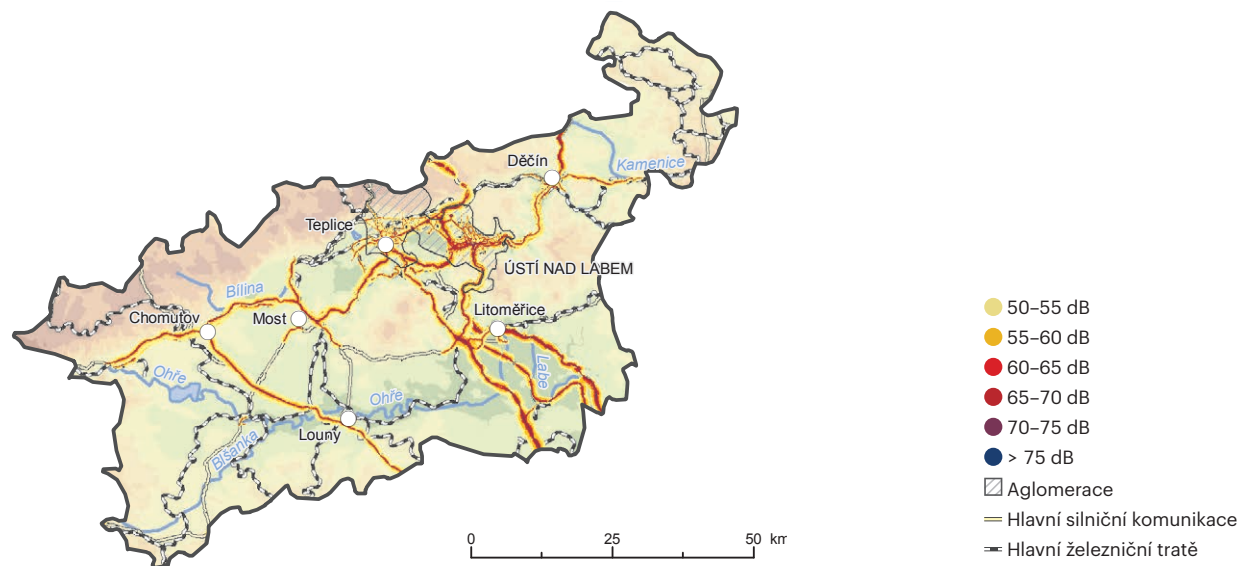 Děčín
Kamenice
Teplice
ÚSTÍ NAD LABEM
Bílina
Litoměřice
Chomutov
Most
Labe
Ohře
Ohře
Louny
Blšanka
0 25 50 km
50–55 dB
55–60 dB
60–65 dB
65–70 dB
70–75 dB
> 75 dB
Aglomerace
Hlavní silniční komunikace
Hlavní železniční tratě